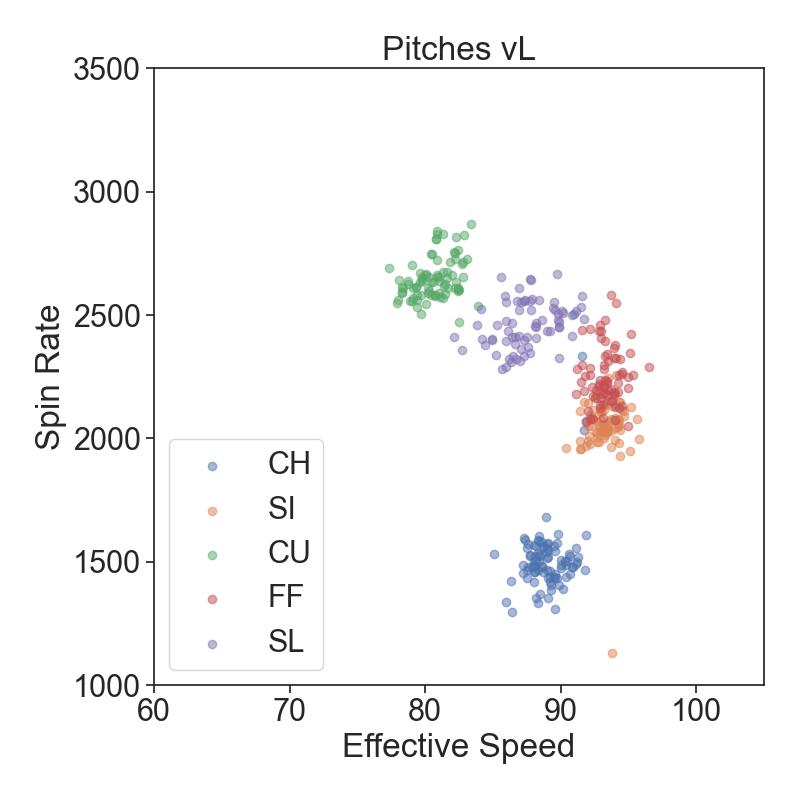 Pitches vL
3500
3000
2500
2000
1500
1000
Spin Rate
CH
SI
CU
FF
SL
60 70 80 90 100
Effective Speed